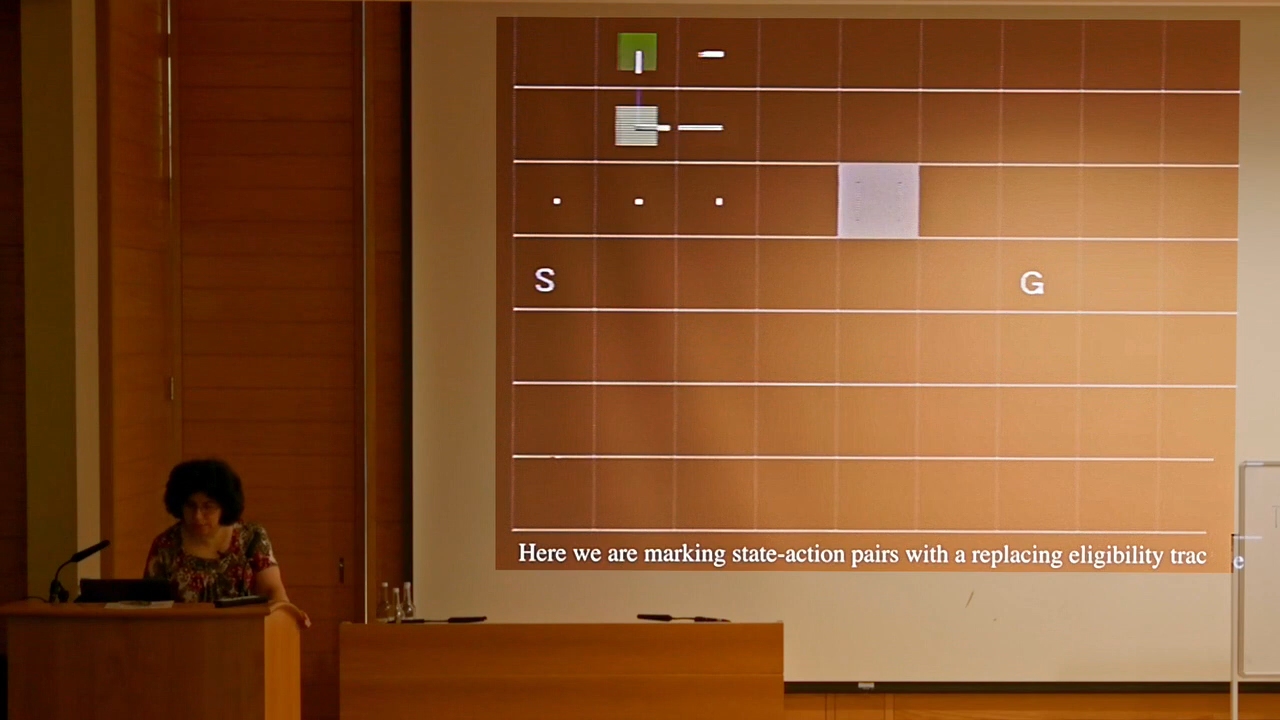 S
G
Here we are marking state-action pairs with a replacing eligibility trac
e